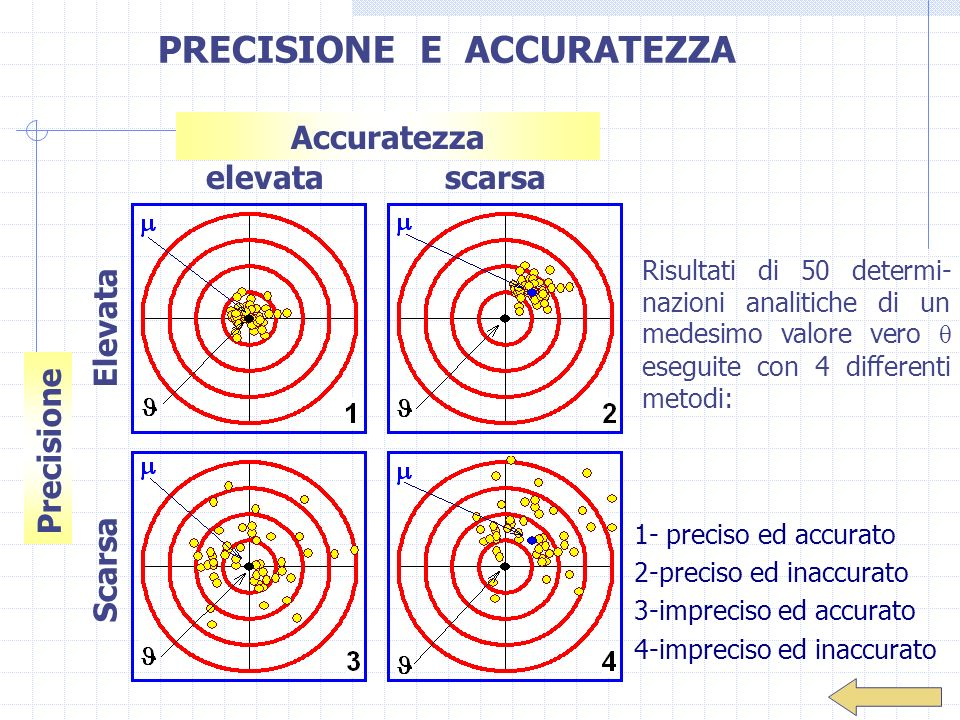 PRECISIONE E ACCURATEZZA
Accuratezza
elevata scarsa
Precisione
Elevata
Scarsa
μ
ϑ
1
μ
ϑ
2
μ
ϑ
3
μ
ϑ
4
Risultati di 50 determi-
nazioni analitiche di un
medesimo valore vero θ
eseguite con 4 differenti
metodi:
1- preciso ed accurato
2-preciso ed inaccurato
3-impreciso ed accurato
4-impreciso ed inaccurato